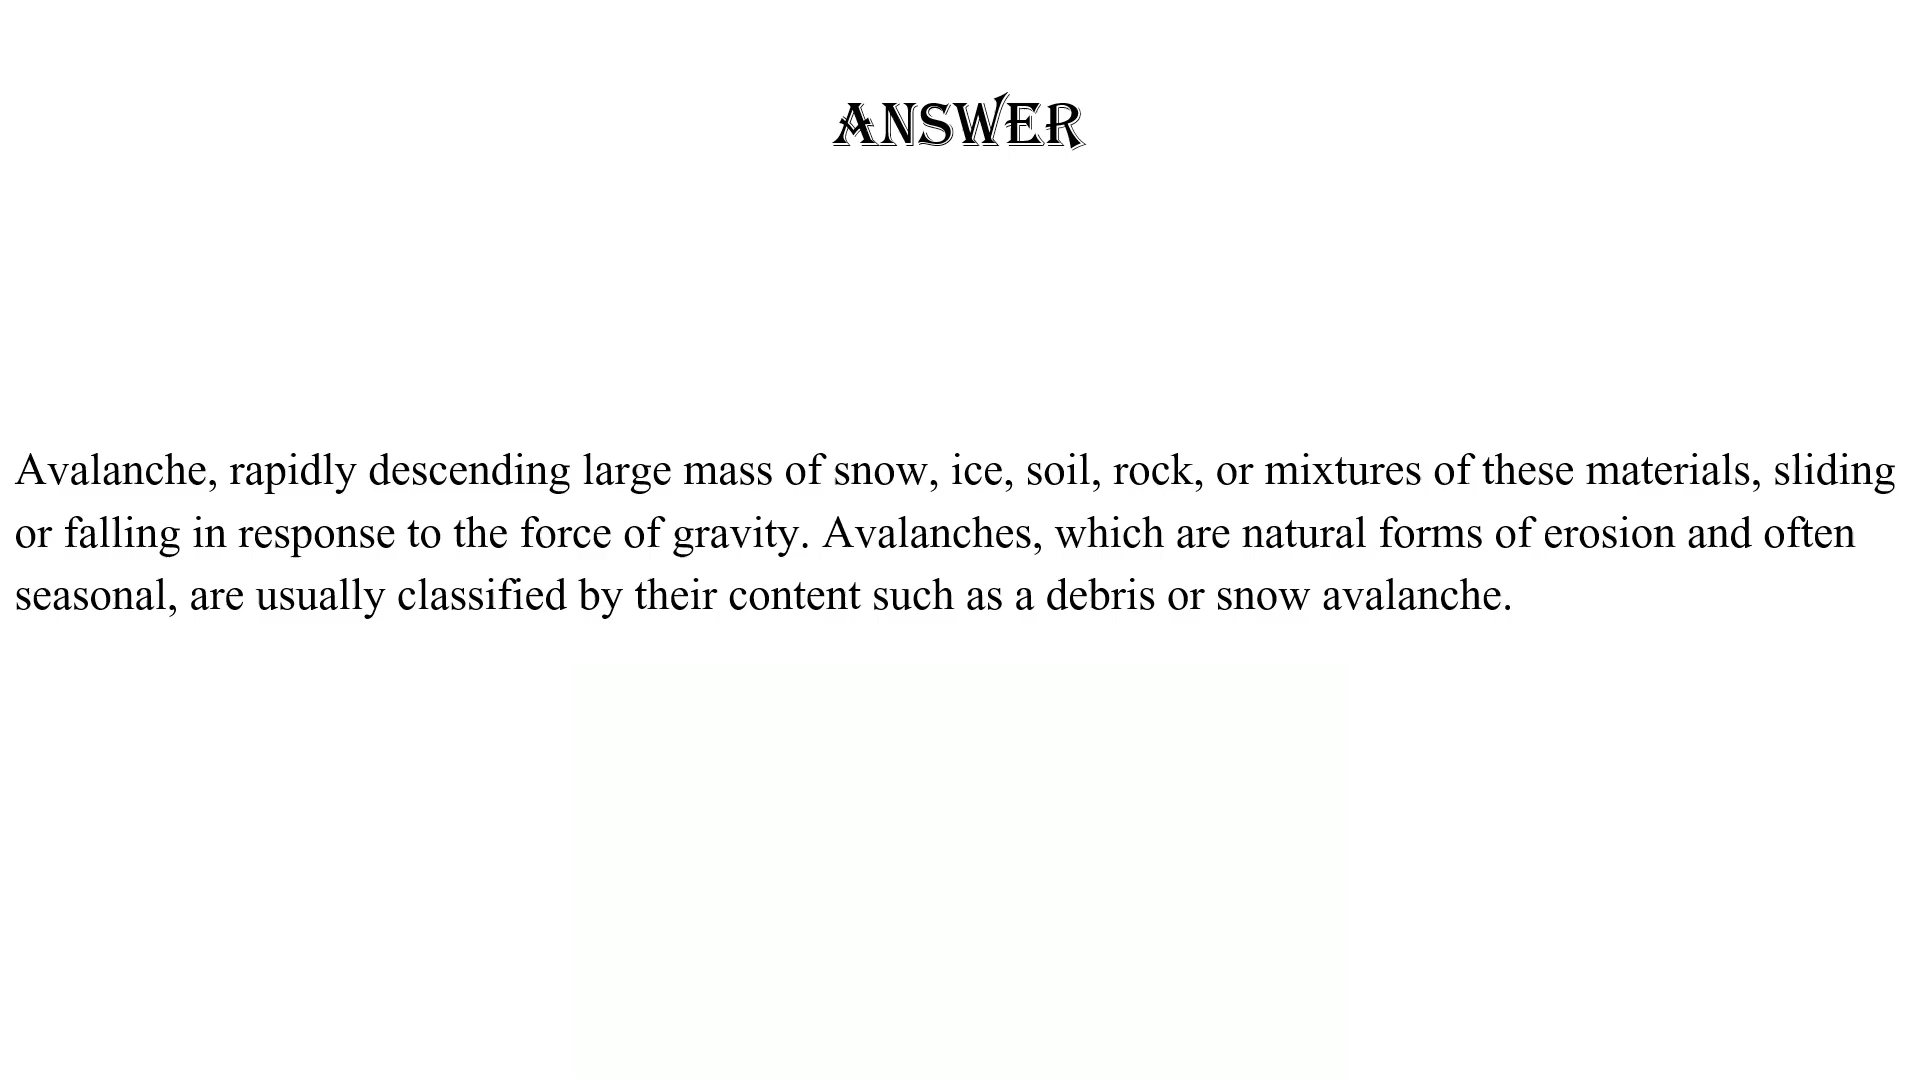 ANSWER
Avalanche, rapidly descending large mass of snow, ice, soil, rock, or mixtures of these materials, sliding
or falling in response to the force of gravity. Avalanches, which are natural forms of erosion and often
seasonal, are usually classified by their content such as a debris or snow avalanche.